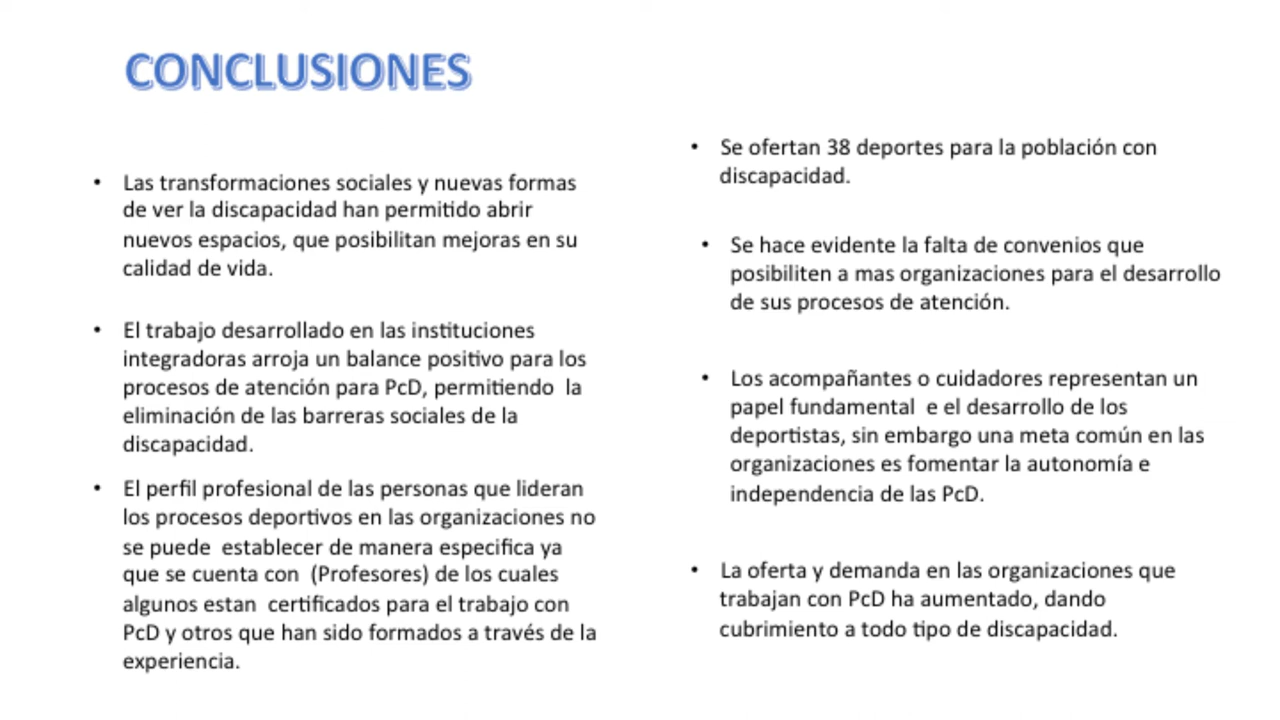 CONCLUSIONES
• Las transformaciones sociales y nuevas formas
de ver la discapacidad han permitido abrir
nuevos espacios, que posibilitan mejoras en su
calidad de vida.
• El trabajo desarrollado en las instituciones
integradoras arroja un balance positivo para los
procesos de atención para PcD, permitiendo  la
eliminación de las barreras sociales de la
discapacidad.
• El perfil profesional de las personas que lideran
los procesos deportivos en las organizaciones no
se puede  establecer de manera especifica ya
que se cuenta con  (Profesores) de los cuales
algunos estan  certificados para el trabajo con
PcD y otros que han sido formados a través de la
experiencia.
• Se ofertan 38 deportes para la población con
discapacidad.
• Se hace evidente la falta de convenios que
posibiliten a mas organizaciones para el desarrollo
de sus procesos de atención.
• Los acompañantes o cuidadores representan un
papel fundamental  e el desarrollo de los
deportistas, sin embargo una meta común en las
organizaciones es fomentar la autonomía e
independencia de las PcD.
• La oferta y demanda en las organizaciones que
trabajan con PcD ha aumentado, dando
cubrimiento a todo tipo de discapacidad.